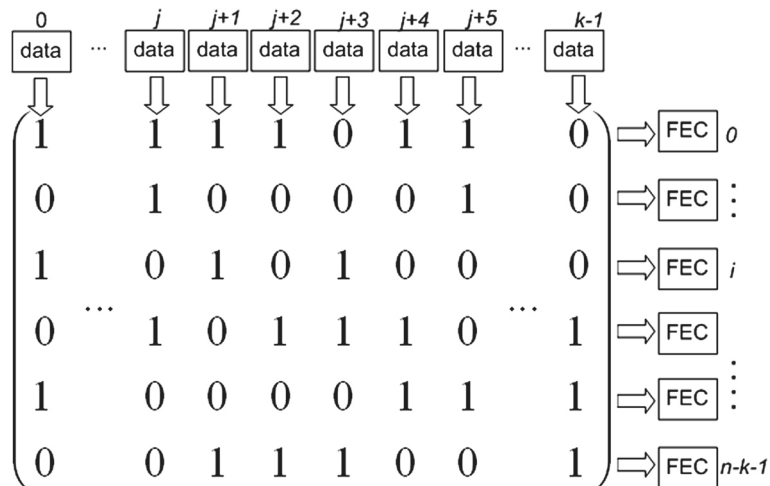 0 j j+1 j+2 j+3 j+4 j+5 k-1
data ... data data data data data data ... data
1 1 1 1 0 1 1 0 FEC 0
0 1 0 0 0 0 1 0 FEC
1 0 1 0 1 0 0 0 FEC i
... ...
0 1 0 1 1 1 0 1 FEC
1 0 0 0 0 1 1 1 FEC
0 0 1 1 1 0 0 1 FEC n-k-1